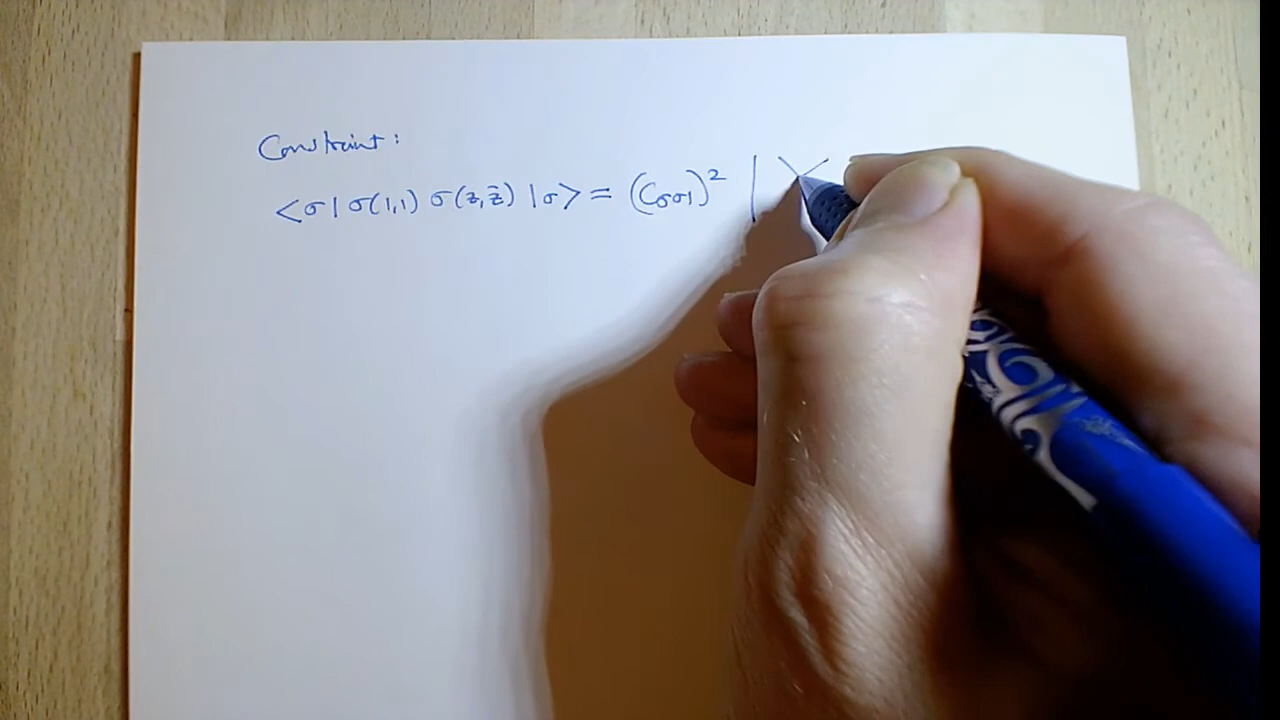 Constraint:
<σ| σ(1,1) σ(z,z̄) |σ> = (Cσσ1)² |